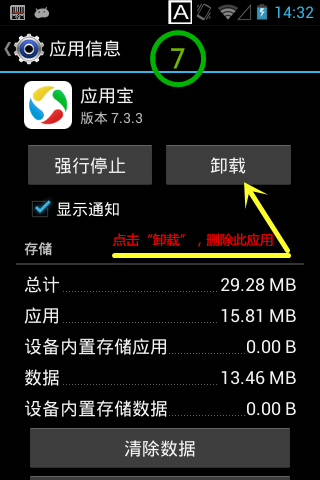 A 14:32
应用信息
7
应用宝
版本 7.3.3
强行停止 卸载
显示通知
点击“卸载”，删除此应用
存储
总计 29.28 MB
应用 15.81 MB
设备内置存储应用 0.00 B
数据 13.46 MB
设备内置存储数据 0.00 B
清除数据